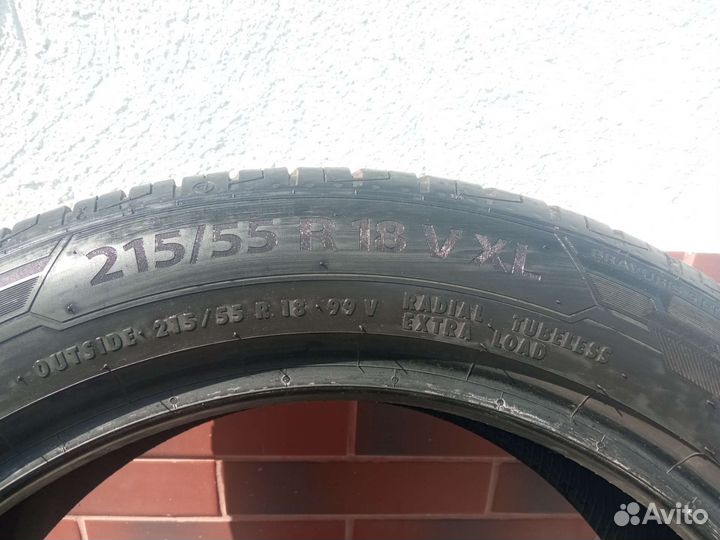 215/55 R 18 V XL
OUTSIDE 215/55 R 18 99 V
RADIAL TUBELESS
EXTRA LOAD
Avito